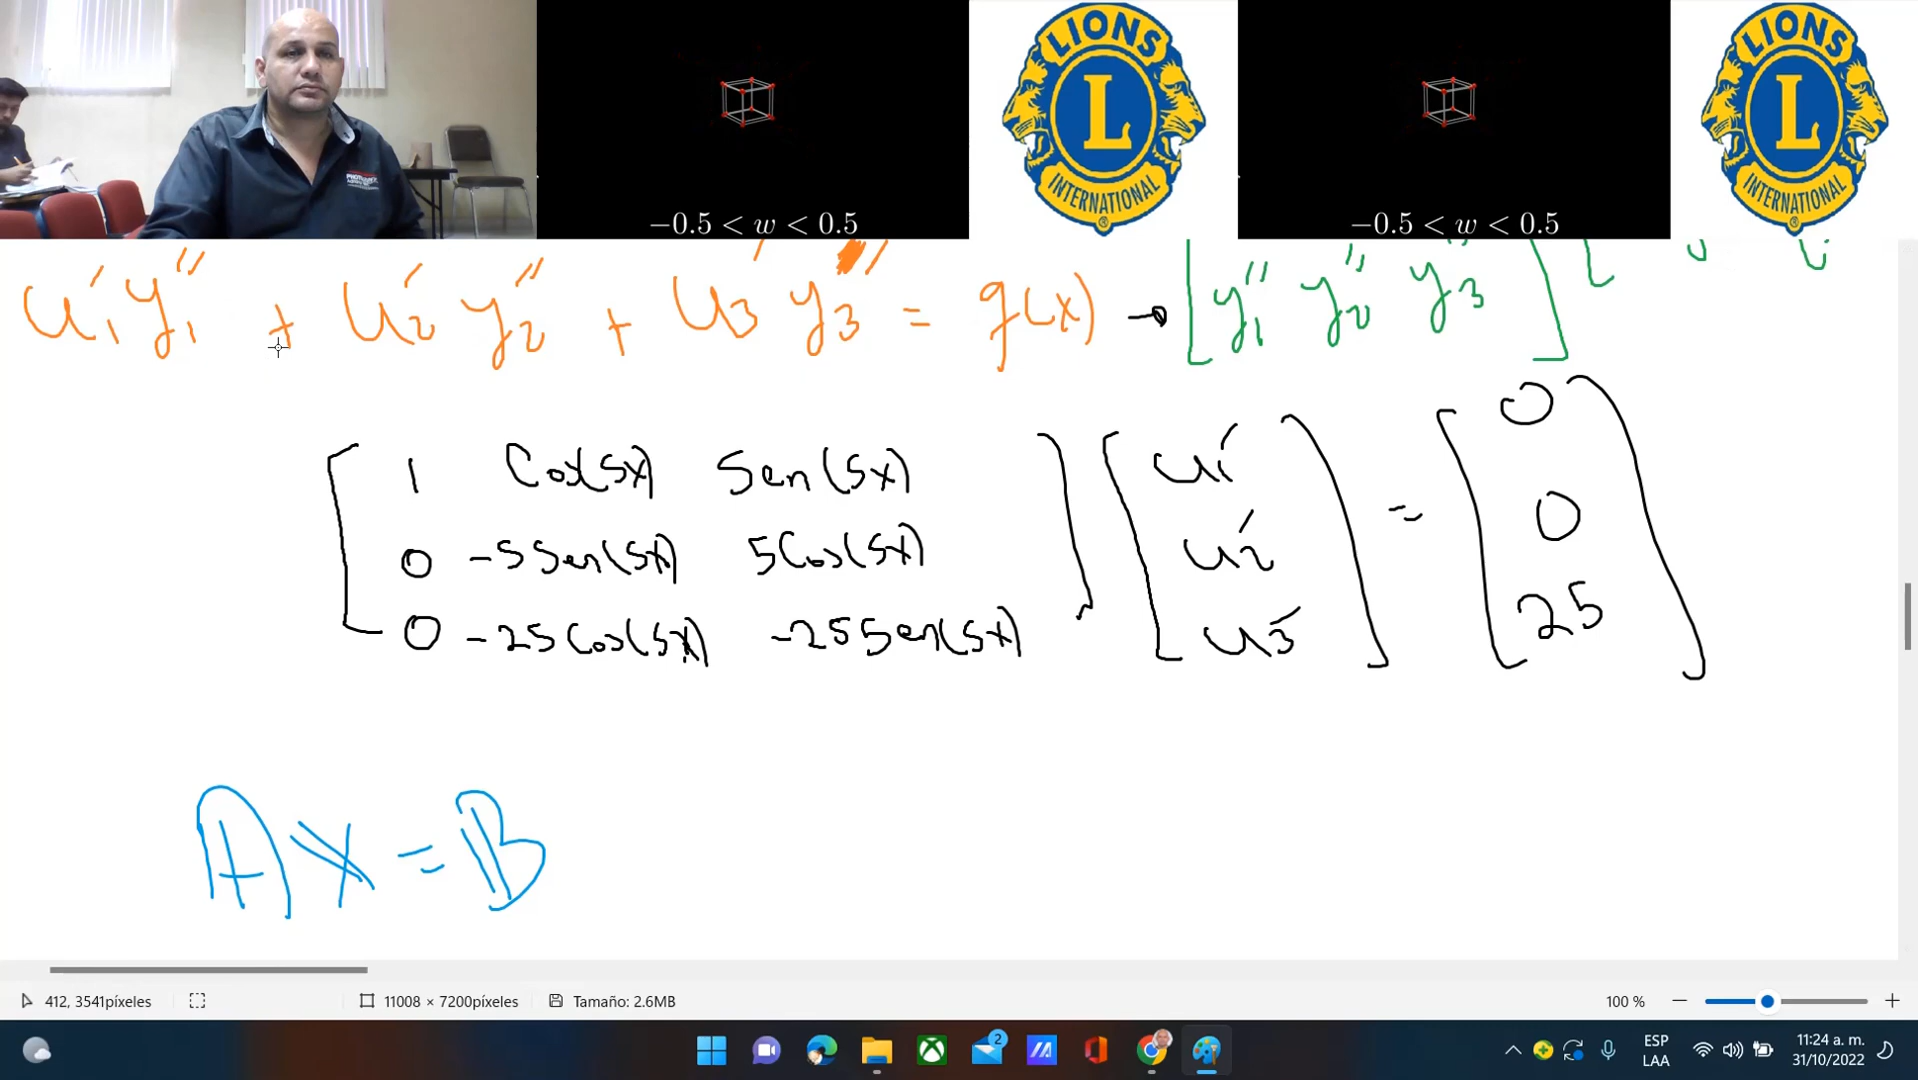 PHOTO
−0.5 < w < 0.5
LIONS
L
INTERNATIONAL
®
−0.5 < w < 0.5
LIONS
L
INTERNATIONAL
®
u₁'y₁'' + u₂'y₂'' + u₃'y₃'' = g(x) → [y₁'' y₂'' y₃'']
[1 Cos(5x) Sen(5x)] [u₁'] = [0]
[0 -5Sen(5x) 5Cos(5x)] [u₂'] [0]
[0 -25Cos(5x) -25Sen(5x)] [u₃'] [25]
AX = B
412, 3541píxeles
11008 × 7200píxeles
Tamaño: 2.6MB
100 %
2
ESP
LAA
11:24 a. m.
31/10/2022